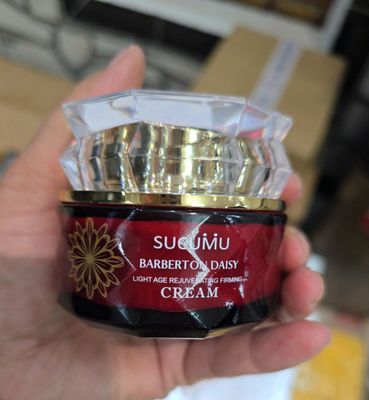 SUCUMU
BARBERTON DAISY
LIGHT AGE REJUVENATING FIRMING
CREAM